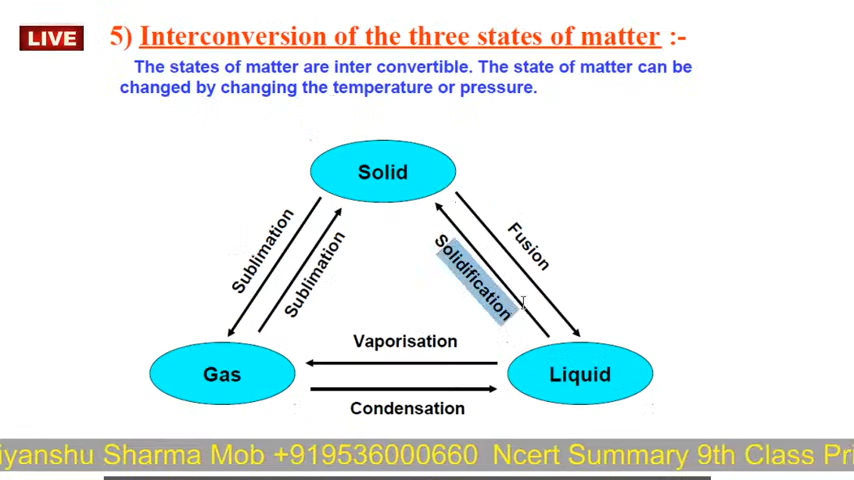 LIVE
5) Interconversion of the three states of matter :-
The states of matter are inter convertible. The state of matter can be
changed by changing the temperature or pressure.
Solid
Sublimation
Sublimation
Solidification
Fusion
Vaporisation
Gas
Liquid
Condensation
iyanshu Sharma Mob +919536000660 Ncert Summary 9th Class Pri